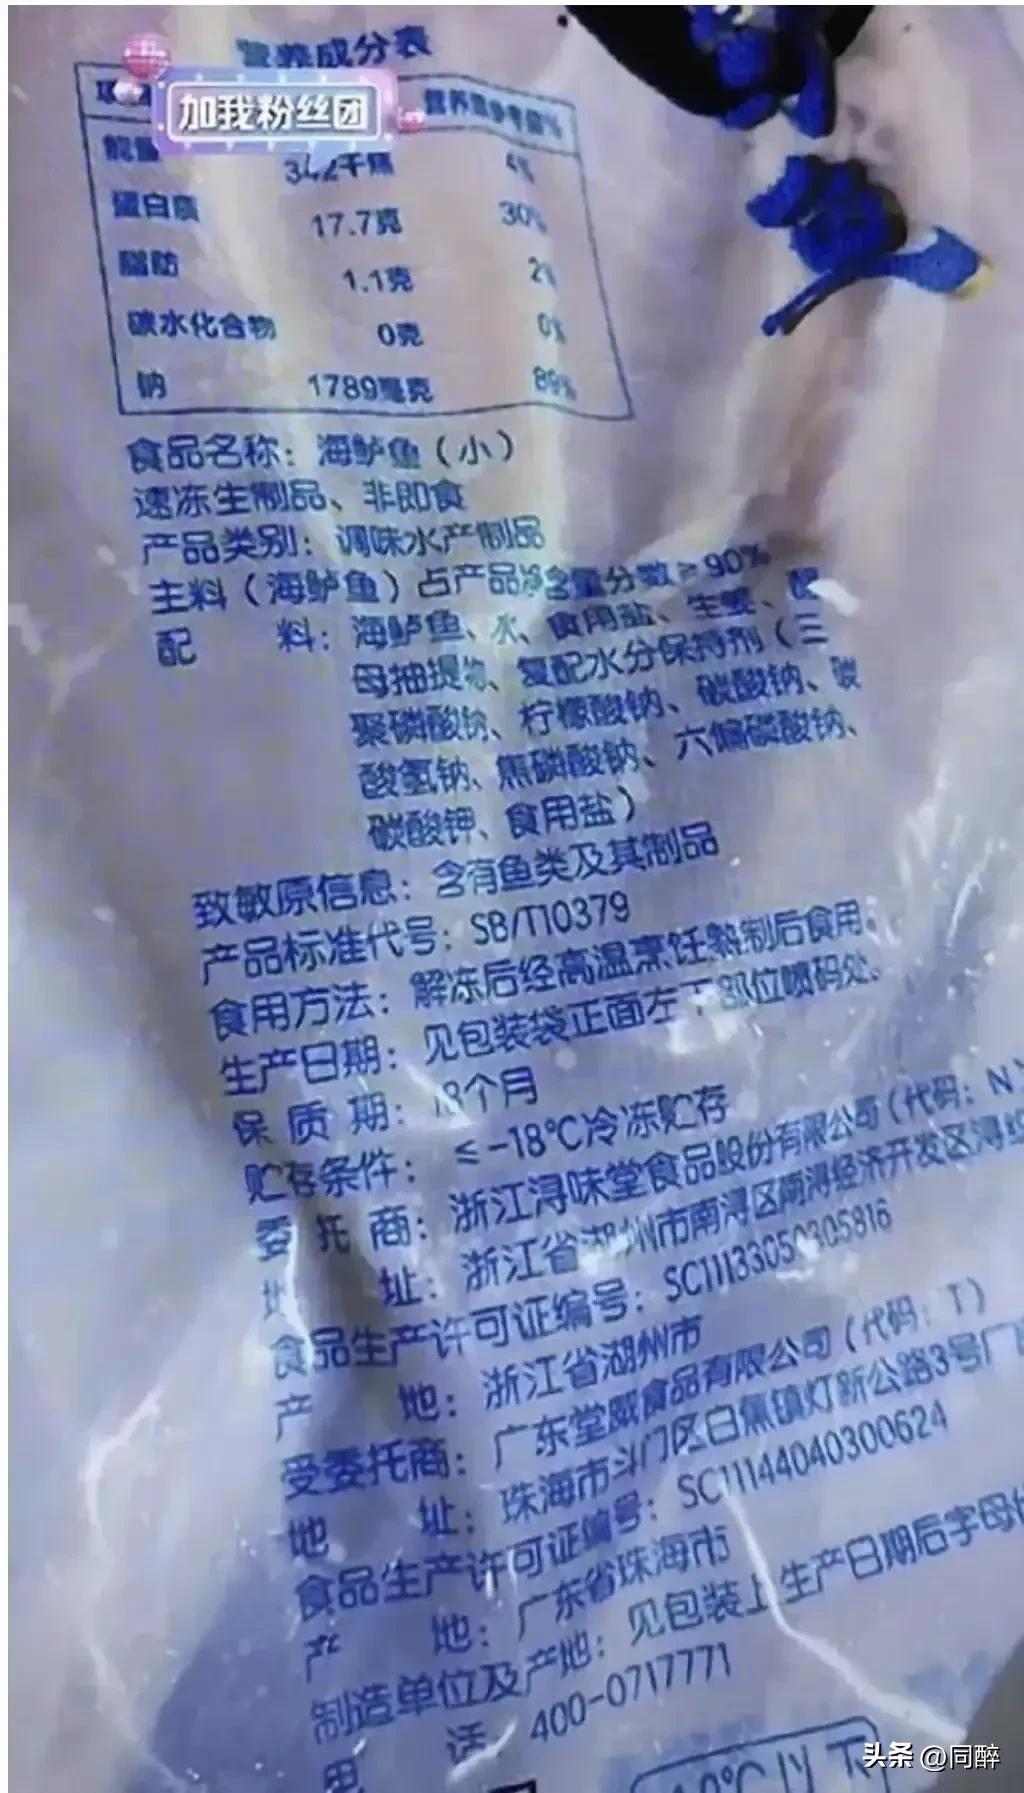 营养成分表
加我粉丝团
营养素参考值%
能量 342千焦 4%
蛋白质 17.7克 30%
脂肪 1.1克 2%
碳水化合物 0克 0%
钠 1789毫克 89%
食品名称：海鲈鱼（小）
速冻生制品、非即食
产品类别：调味水产制品
主料（海鲈鱼）占产品净含量分数≥90%
配 料：海鲈鱼、水、食用盐、生姜、酵
母抽提物、复配水分保持剂（三
聚磷酸钠、柠檬酸钠、碳酸钠、碳
酸氢钠、焦磷酸钠、六偏磷酸钠、
碳酸钾、食用盐）
致敏原信息：含有鱼类及其制品
产品标准代号：SB/T10379
食用方法：解冻后经高温烹饪熟制后食用。
生产日期：见包装袋正面左下部位喷码处。
保 质 期：18个月
贮存条件：≤-18℃冷冻贮存
委 托 商：浙江浔味堂食品股份有限公司（代码：N）
地 址：浙江省湖州市南浔区南浔经济开发区浔
食品生产许可证编号：SC11133050305816
产 地：浙江省湖州市
受委托商：广东堂威食品有限公司（代码：T）
地 址：珠海市斗门区白蕉镇灯新公路3号厂
食品生产许可证编号：SC11144040300624
产 地：广东省珠海市
制造单位及产地：见包装上生产日期后字母
电 话：400-0717771
-18℃以下
头条 @同醉